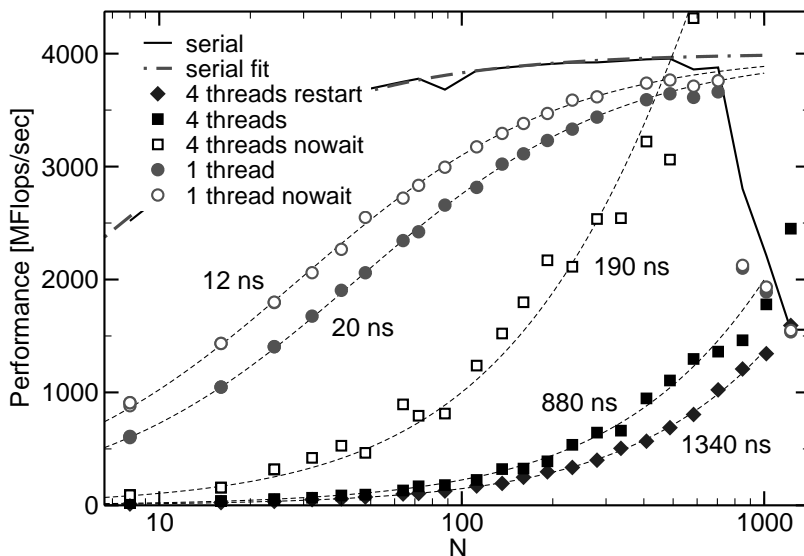 4000
3000
2000
1000
0
Performance [MFlops/sec]
serial
serial fit
4 threads restart
4 threads
4 threads nowait
1 thread
1 thread nowait
12 ns
20 ns
190 ns
880 ns
1340 ns
10
100
1000
N